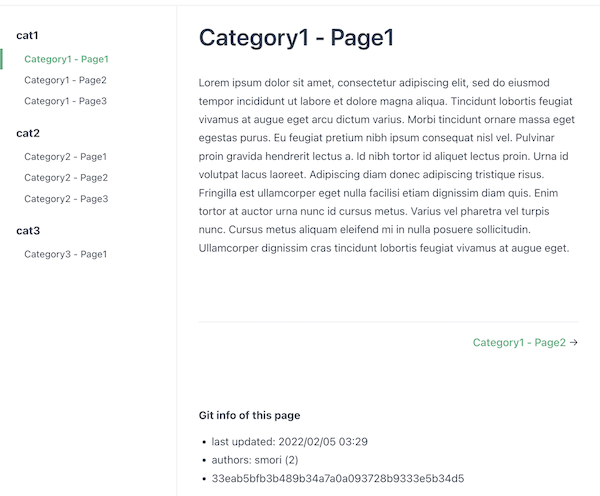 cat1
Category1 - Page1
Category1 - Page2
Category1 - Page3
cat2
Category2 - Page1
Category2 - Page2
Category2 - Page3
cat3
Category3 - Page1
Category1 - Page1
Lorem ipsum dolor sit amet, consectetur adipiscing elit, sed do eiusmod
tempor incididunt ut labore et dolore magna aliqua. Tincidunt lobortis feugiat
vivamus at augue eget arcu dictum varius. Morbi tincidunt ornare massa eget
egestas purus. Eu feugiat pretium nibh ipsum consequat nisl vel. Pulvinar
proin gravida hendrerit lectus a. Id nibh tortor id aliquet lectus proin. Urna id
volutpat lacus laoreet. Adipiscing diam donec adipiscing tristique risus.
Fringilla est ullamcorper eget nulla facilisi etiam dignissim diam quis. Enim
tortor at auctor urna nunc id cursus metus. Varius vel pharetra vel turpis
nunc. Cursus metus aliquam eleifend mi in nulla posuere sollicitudin.
Ullamcorper dignissim cras tincidunt lobortis feugiat vivamus at augue eget.
Category1 - Page2 →
Git info of this page
• last updated: 2022/02/05 03:29
• authors: smori (2)
• 33eab5bfb3b489b34a7a0a093728b9333e5b34d5